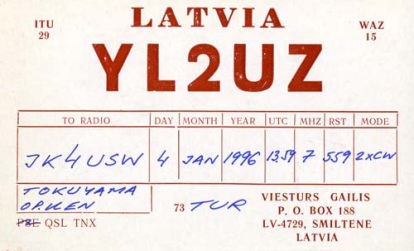 LATVIA
ITU
29
WAZ
15
YL2UZ
TO RADIO DAY MONTH YEAR UTC MHZ RST MODE
JK4USW 4 JAN 1996 1359 7 559 2xCW
TOKUYAMA
PSE QSL TNX
73 TUR
VIESTURS GAILIS
P. O. BOX 188
LV-4729, SMILTENE
LATVIA